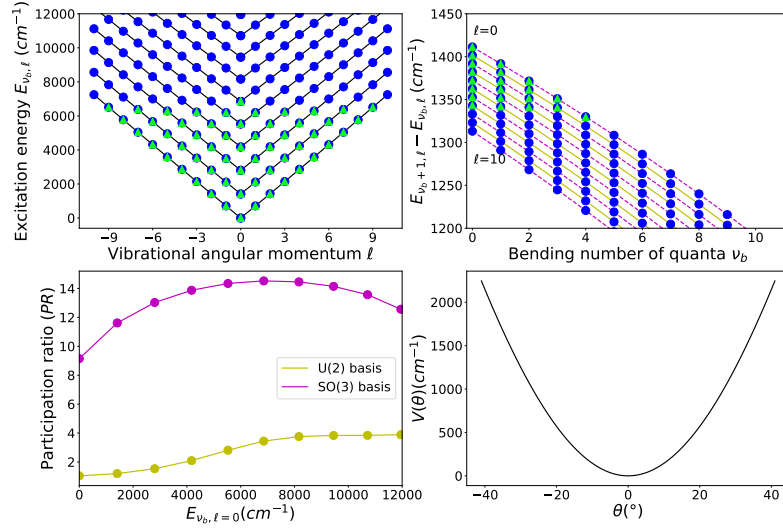 Excitation energy E_{ν_b,ℓ} (cm⁻¹)
12000
10000
8000
6000
4000
2000
0
−9 −6 −3 0 3 6 9
Vibrational angular momentum ℓ
E_{ν_b+1,ℓ} − E_{ν_b,ℓ} (cm⁻¹)
1450
1400
1350
1300
1250
1200
ℓ=0
ℓ=10
0 2 4 6 8 10
Bending number of quanta ν_b
Participation ratio (PR)
14
12
10
8
6
4
2
U(2) basis
SO(3) basis
0 2000 4000 6000 8000 10000 12000
E_{ν_b,ℓ=0}(cm⁻¹)
V(θ)(cm⁻¹)
2000
1500
1000
500
0
−40 −20 0 20 40
θ(°)